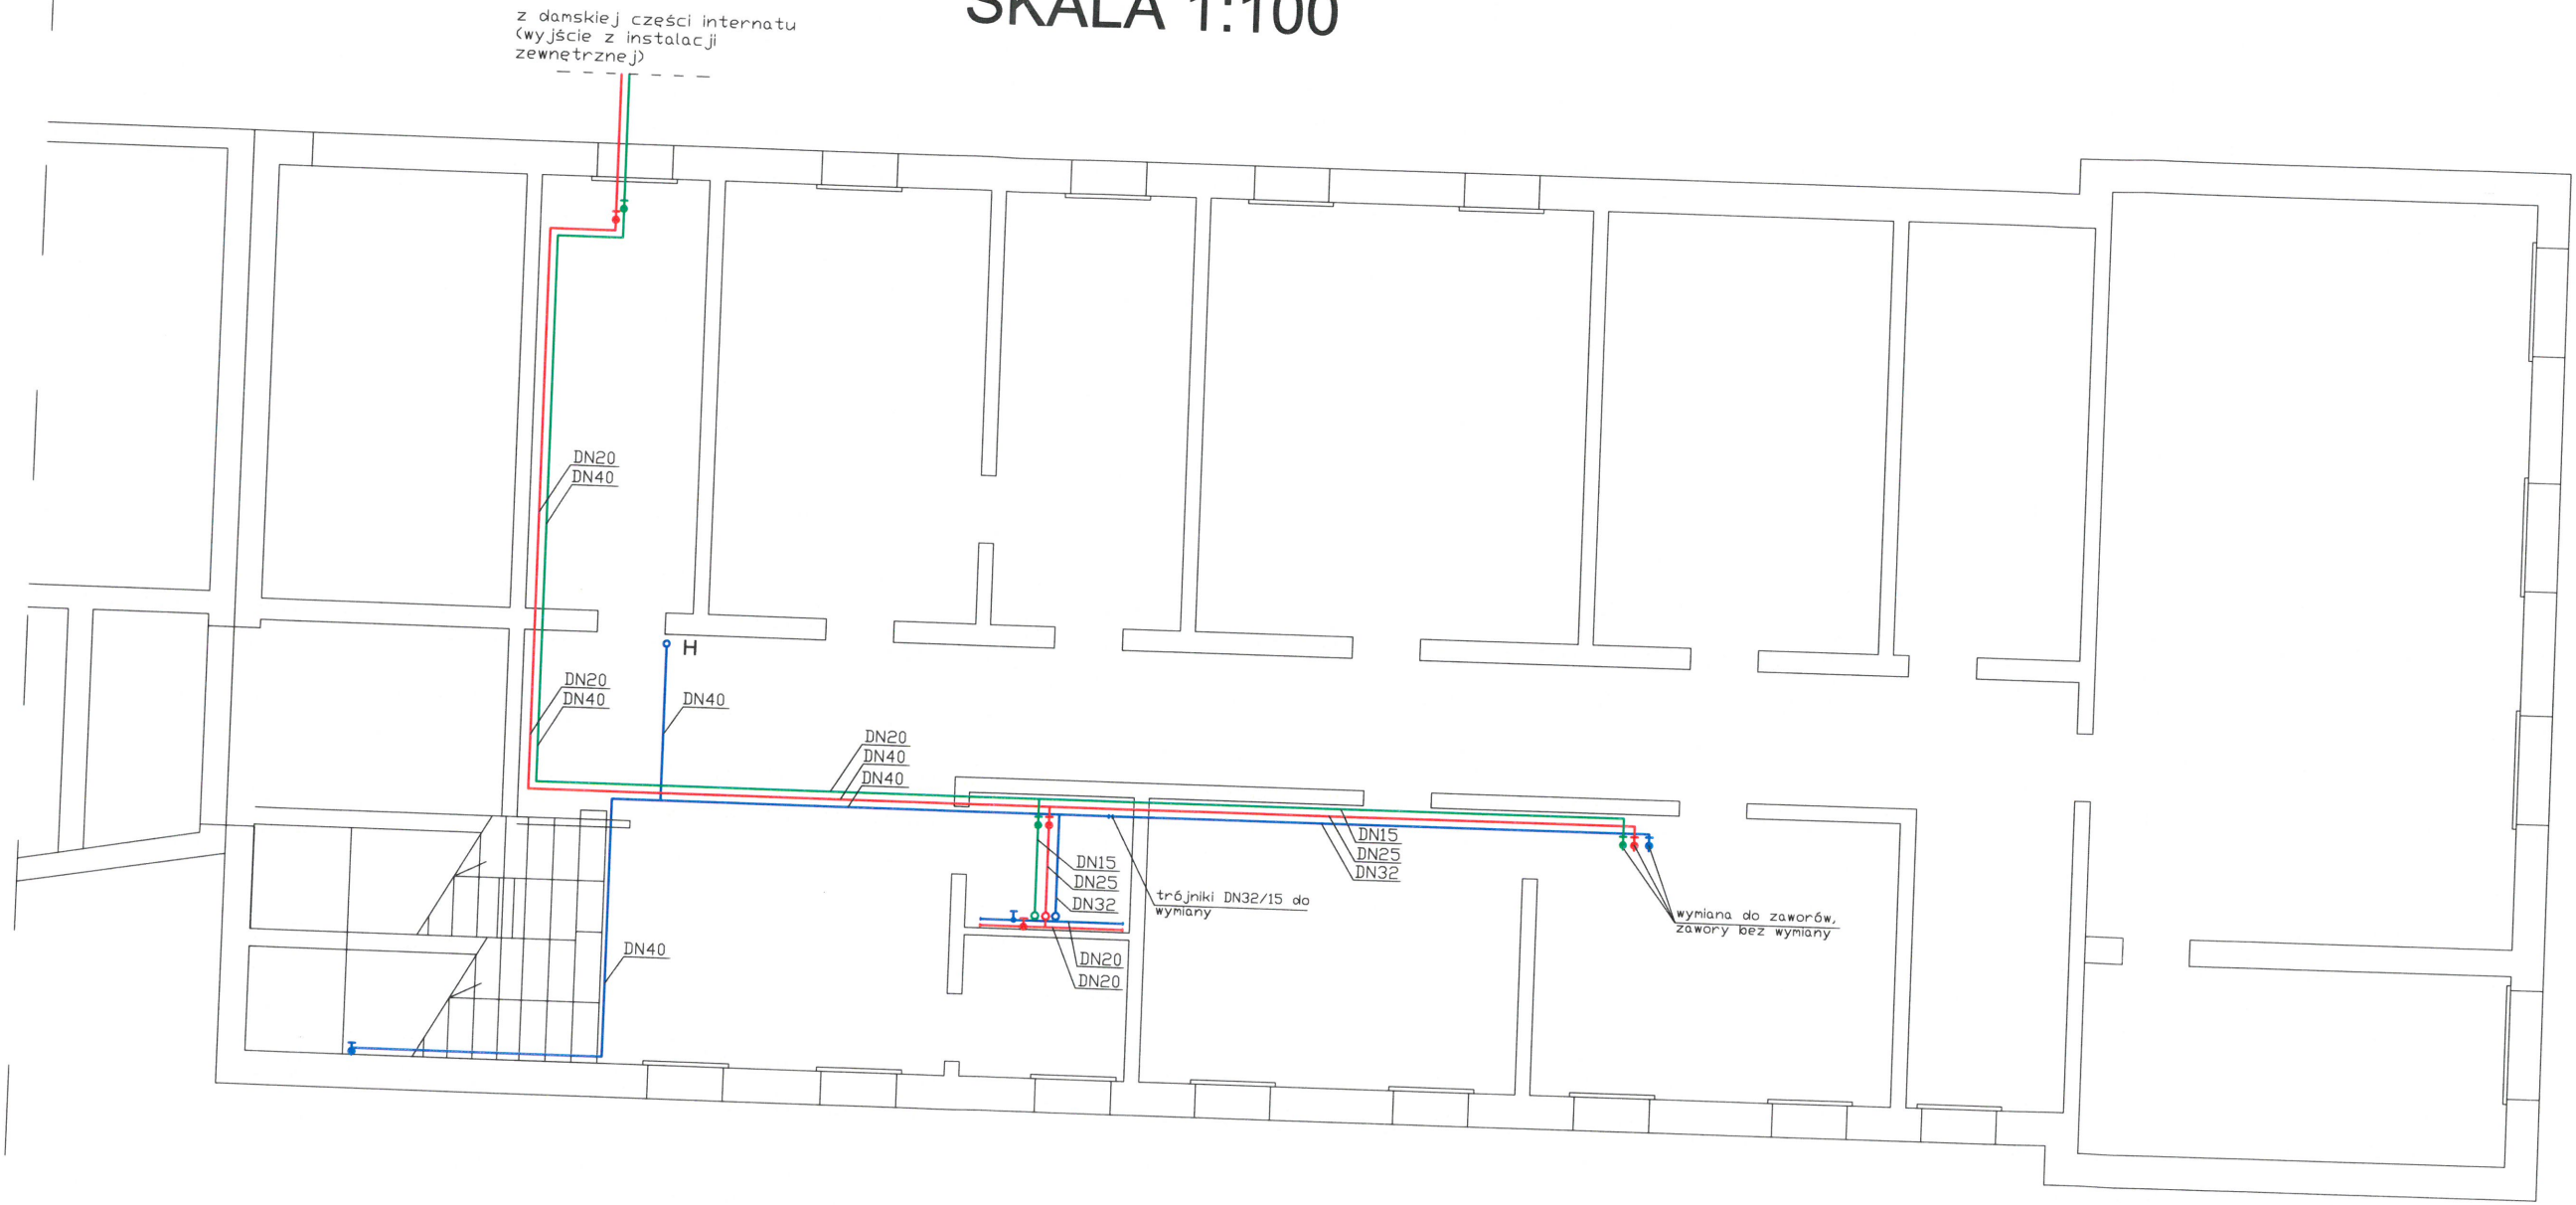 SKALA 1:100
z damskiej części internatu
(wyjście z instalacji
zewnętrznej)
DN20
DN40
H
DN20
DN40
DN40
DN20
DN40
DN40
DN15
DN25
DN32
DN15
DN25
DN32
trójniki DN32/15 do
wymiany
wymiana do zaworów,
zawory bez wymiany
DN40
DN20
DN20